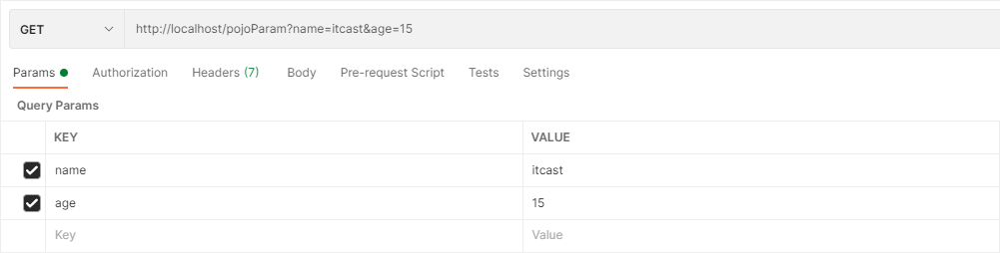 GET http://localhost/pojoParam?name=itcast&age=15
Params Authorization Headers (7) Body Pre-request Script Tests Settings
Query Params
KEY VALUE
name itcast
age 15
Key Value